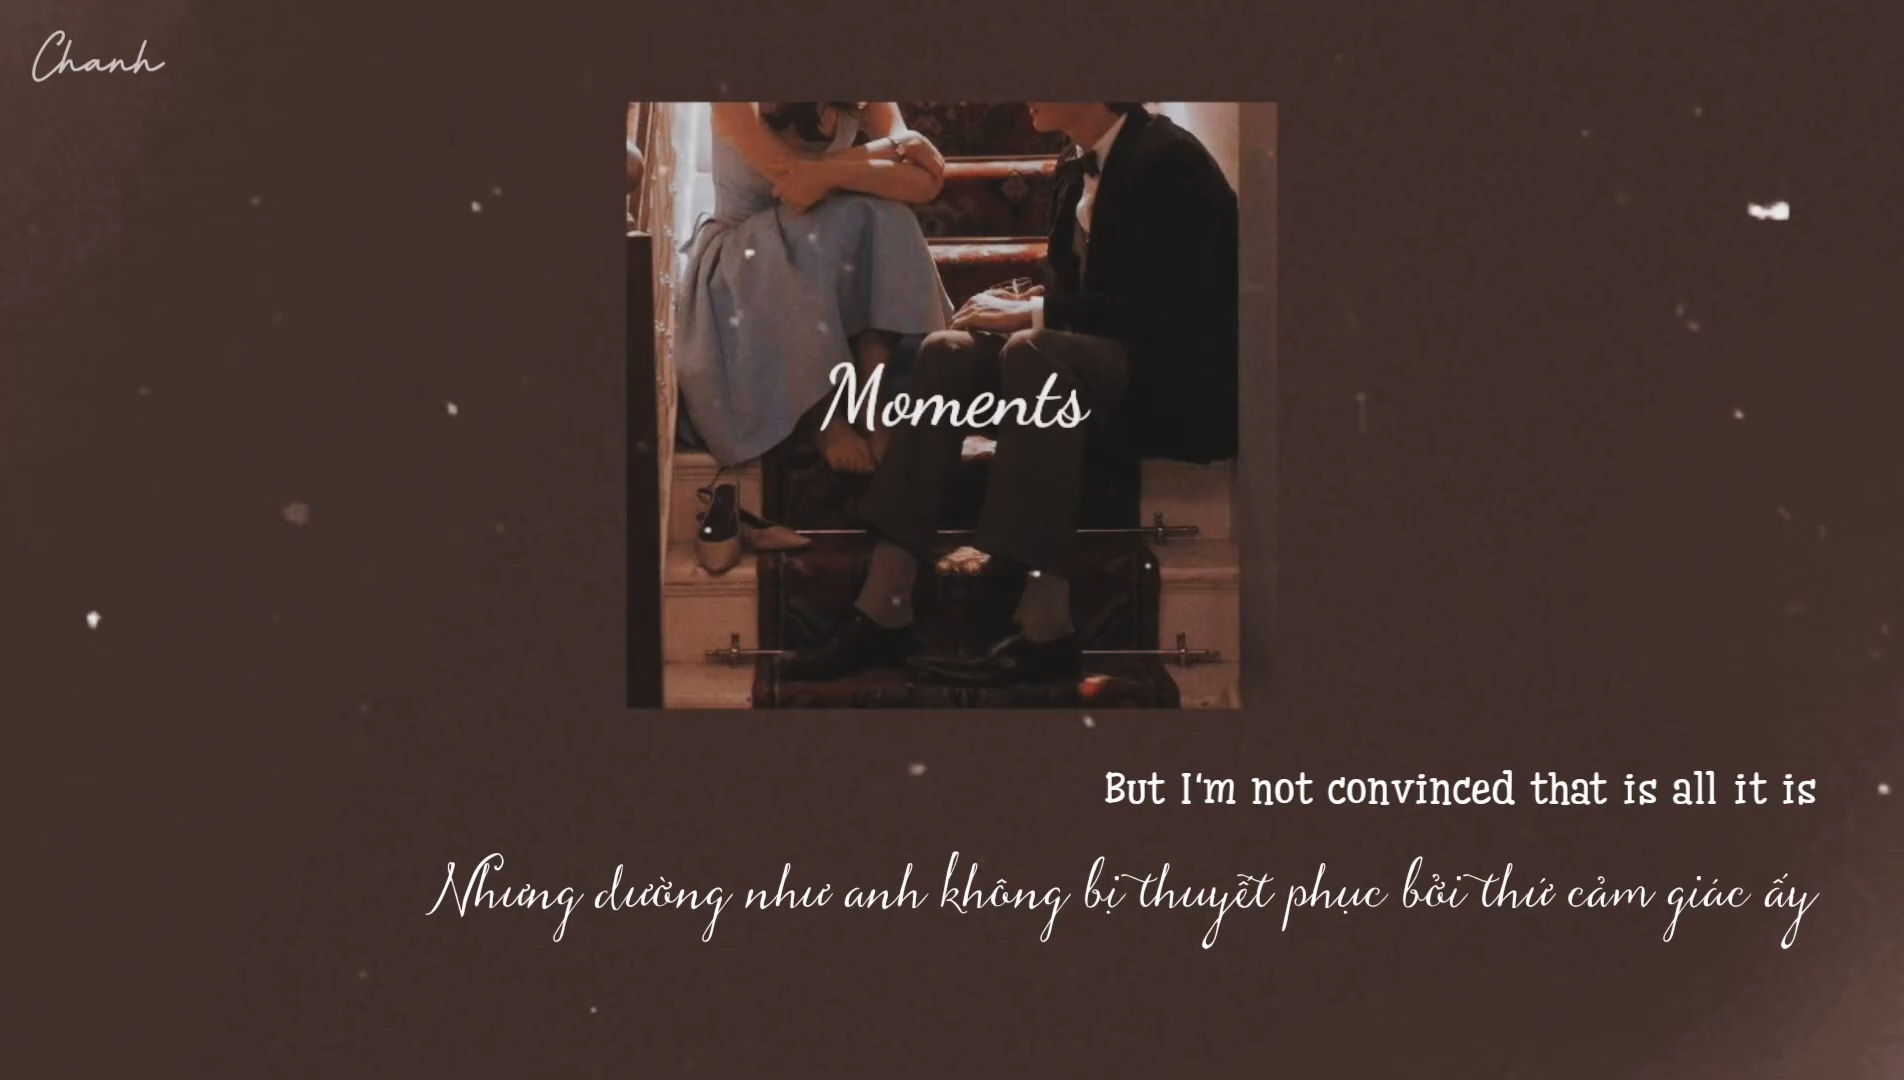 Chanh
Moments
But I'm not convinced that is all it is
Nhưng dường như anh không bị thuyết phục bởi thứ cảm giác ấy